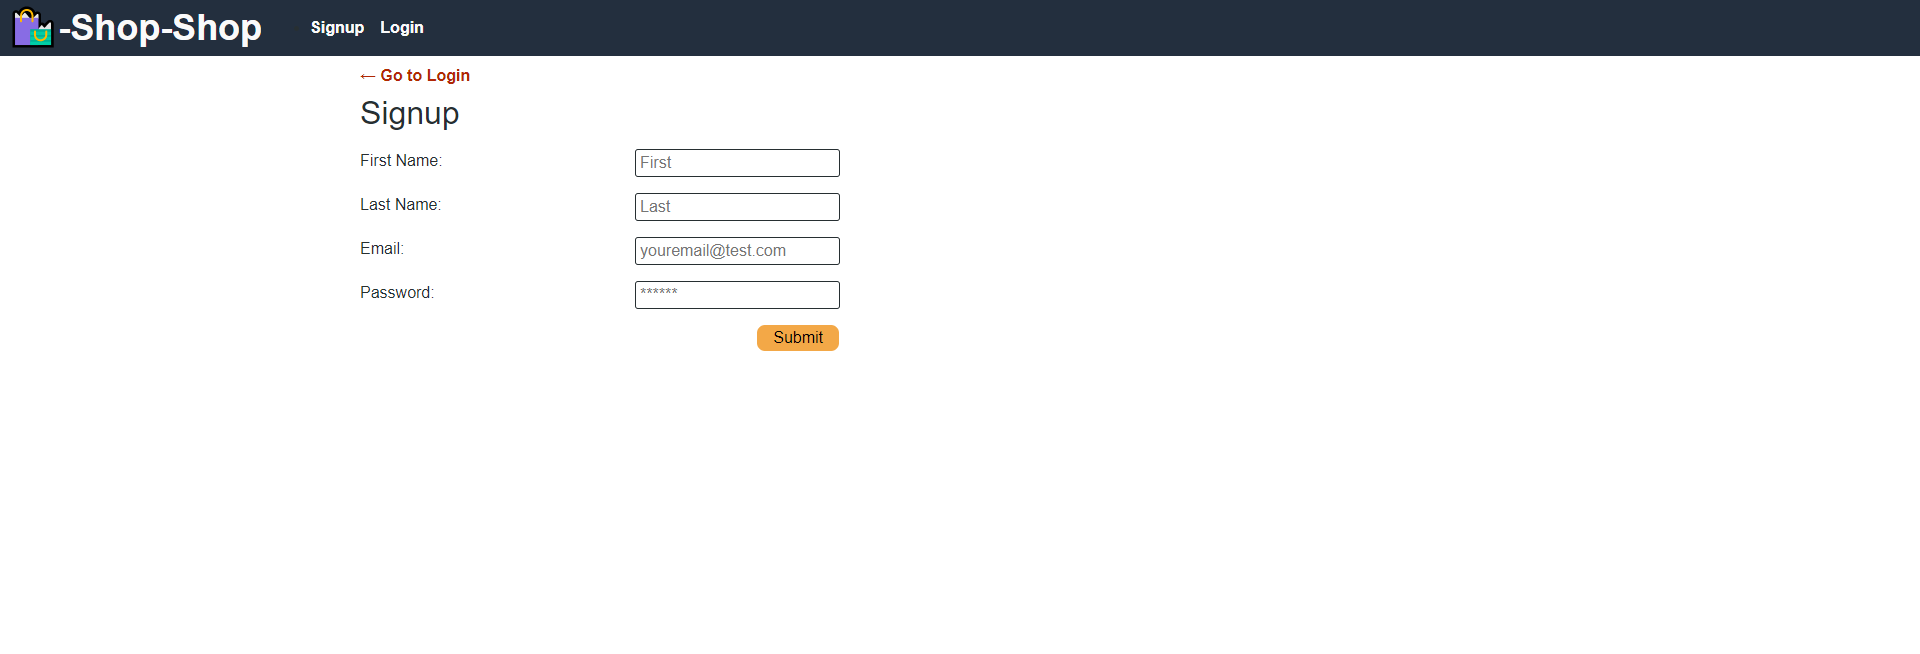 -Shop-Shop Signup Login
← Go to Login
Signup
First Name: First
Last Name: Last
Email: youremail@test.com
Password: ******
Submit